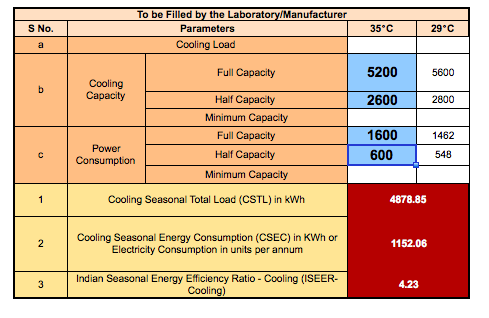 To be Filled by the Laboratory/Manufacturer
S No. Parameters 35°C 29°C
a Cooling Load
b Cooling Capacity Full Capacity 5200 5600
Half Capacity 2600 2800
Minimum Capacity
c Power Consumption Full Capacity 1600 1462
Half Capacity 600 548
Minimum Capacity
1 Cooling Seasonal Total Load (CSTL) in kWh 4878.85
2 Cooling Seasonal Energy Consumption (CSEC) in KWh or
Electricity Consumption in units per annum 1152.06
3 Indian Seasonal Energy Efficiency Ratio - Cooling (ISEER-
Cooling) 4.23